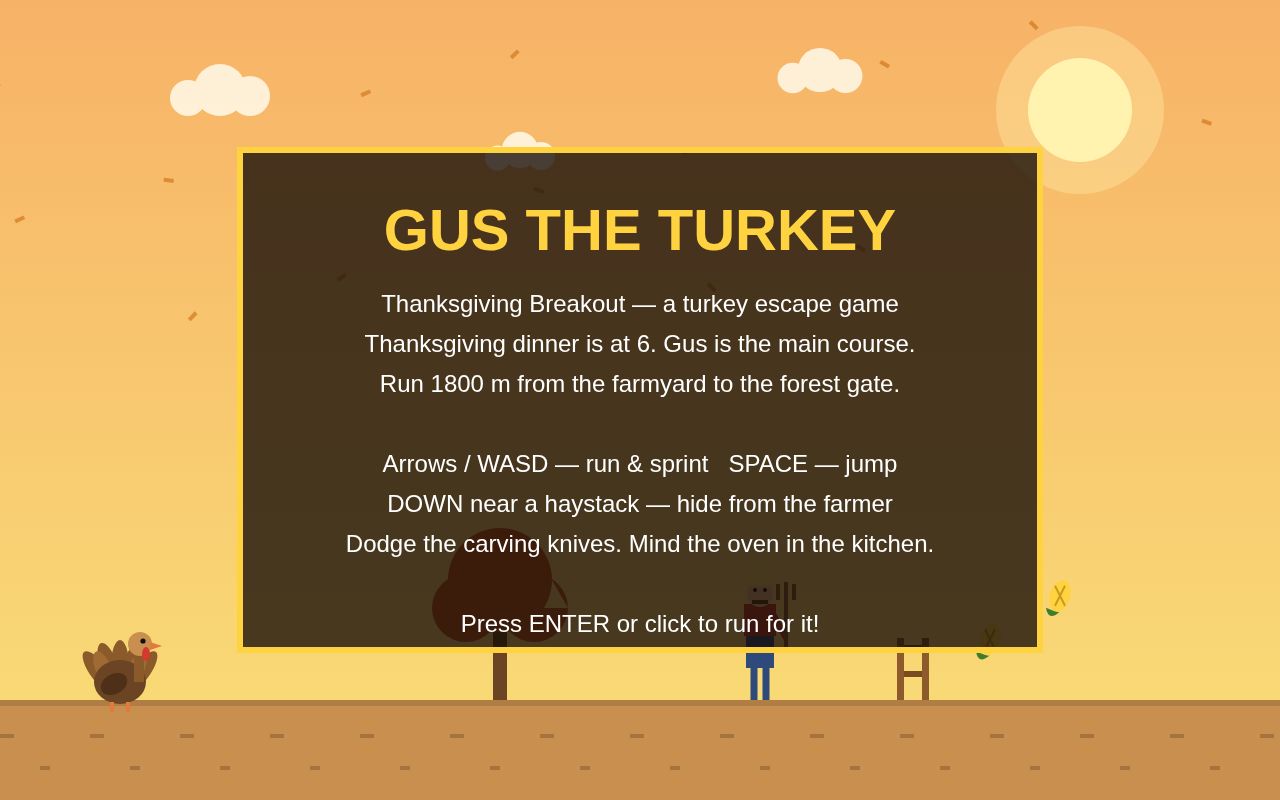 GUS THE TURKEY
Thanksgiving Breakout — a turkey escape game
Thanksgiving dinner is at 6. Gus is the main course.
Run 1800 m from the farmyard to the forest gate.
Arrows / WASD — run & sprint   SPACE — jump
DOWN near a haystack — hide from the farmer
Dodge the carving knives. Mind the oven in the kitchen.
Press ENTER or click to run for it!